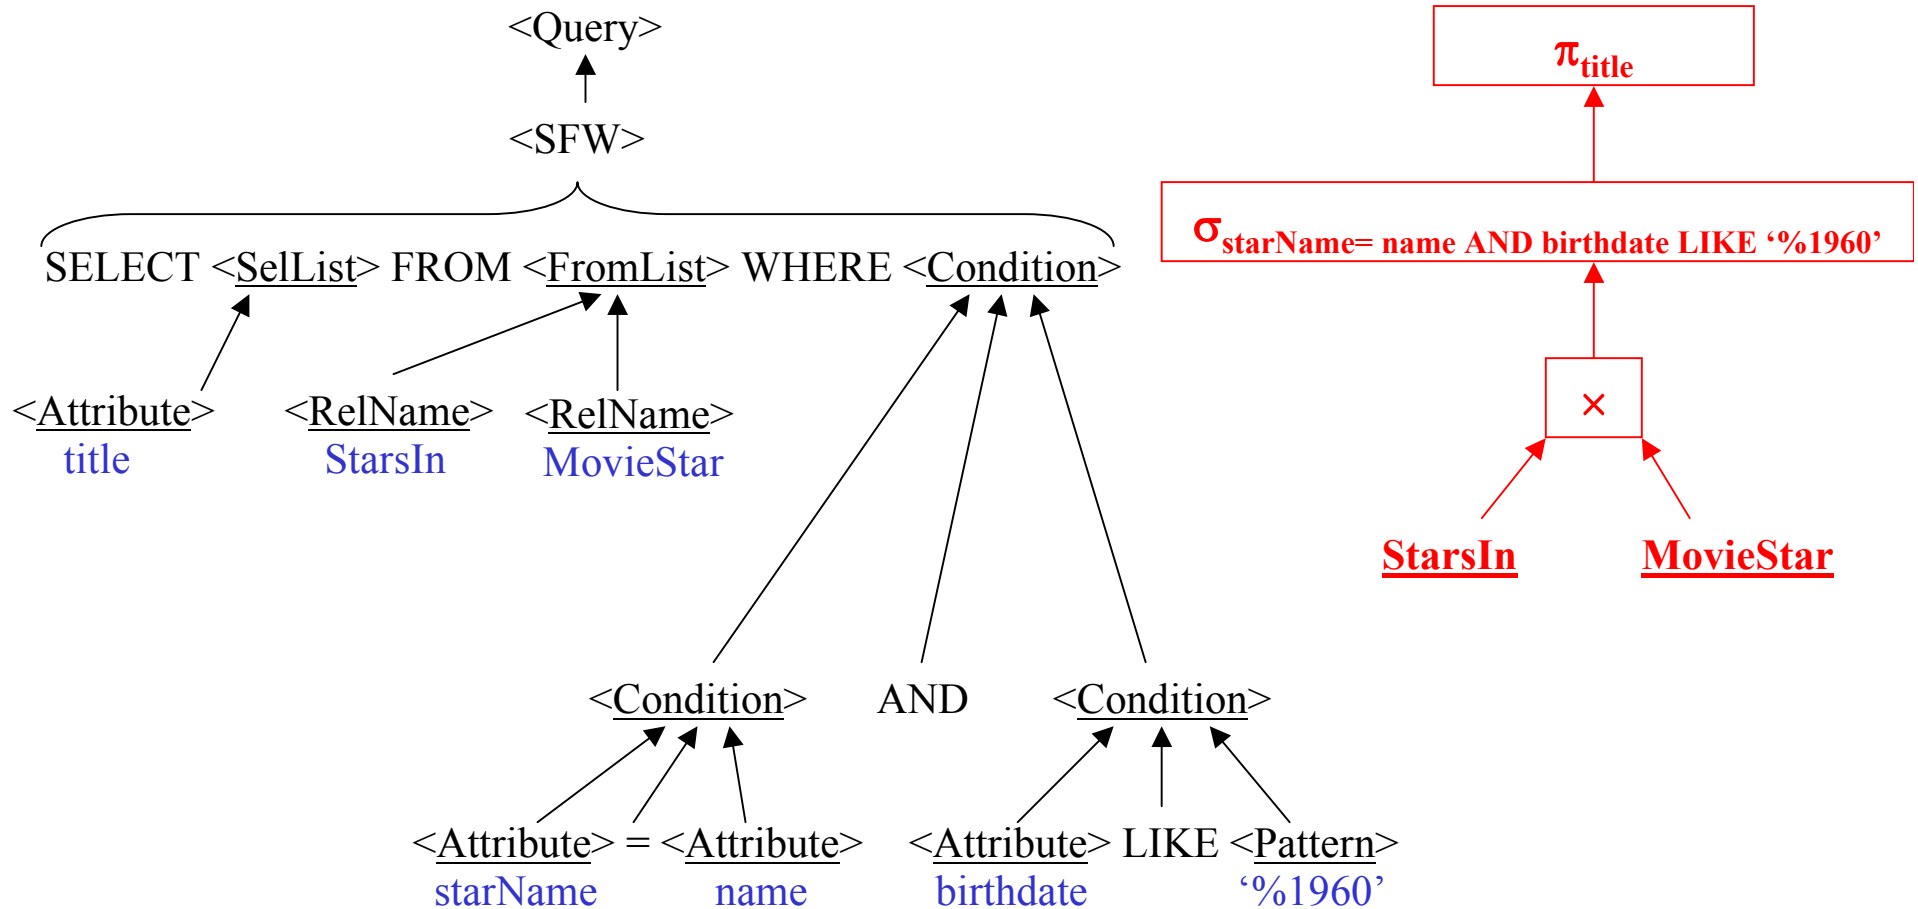 <Query>
<SFW>
SELECT <SelList> FROM <FromList> WHERE <Condition>
<Attribute>
title
<RelName>
StarsIn
<RelName>
MovieStar
<Condition> AND <Condition>
<Attribute> = <Attribute>
starName name
<Attribute> LIKE <Pattern>
birthdate ‘%1960’
πtitle
σstarName= name AND birthdate LIKE ‘%1960’
×
StarsIn
MovieStar